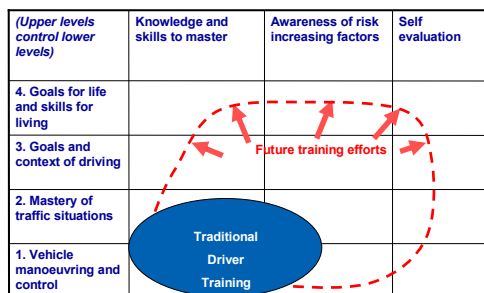 (Upper levels
control lower
levels)
Knowledge and
skills to master
Awareness of risk
increasing factors
Self
evaluation
4. Goals for life
and skills for
living
3. Goals and
context of driving
Future training efforts
2. Mastery of
traffic situations
1. Vehicle
manoeuvring and
control
Traditional
Driver
Training